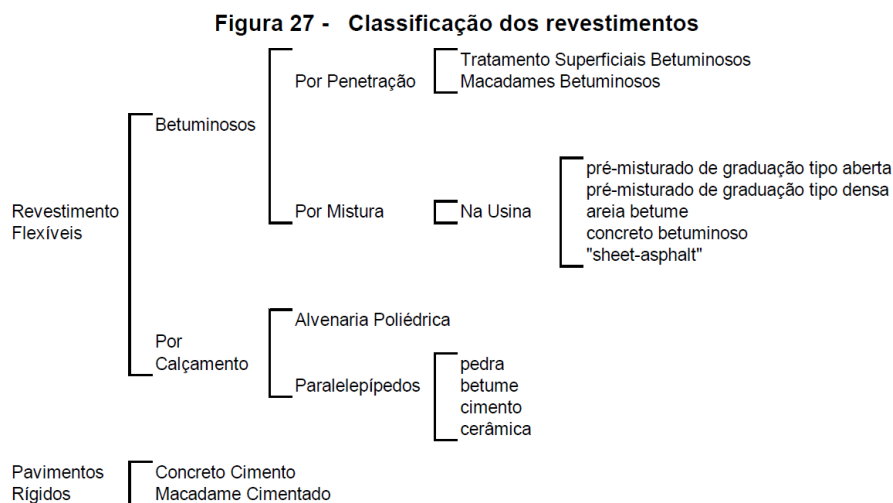 Figura 27 - Classificação dos revestimentos
Tratamento Superficiais Betuminosos
Por Penetração
Macadames Betuminosos
Betuminosos
pré-misturado de graduação tipo aberta
pré-misturado de graduação tipo densa
Revestimento
Flexíveis
Por Mistura
Na Usina
areia betume
concreto betuminoso
"sheet-asphalt"
Alvenaria Poliédrica
Por
Calçamento
pedra
Paralelepípedos
betume
cimento
cerâmica
Pavimentos
Rígidos
Concreto Cimento
Macadame Cimentado